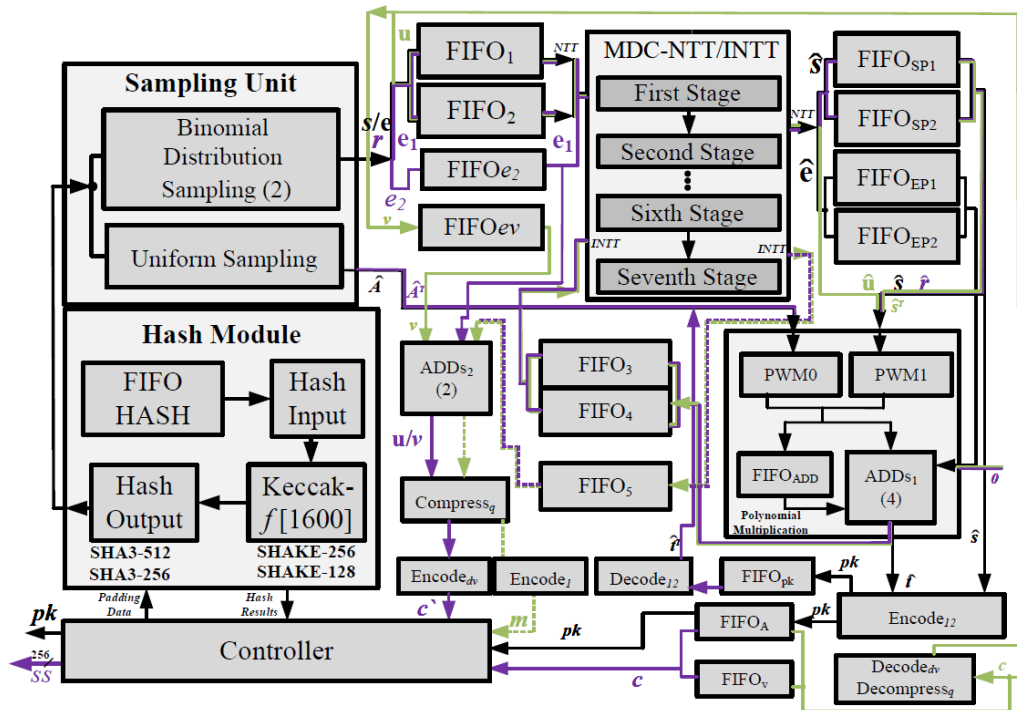 u
FIFO1
NTT
MDC-NTT/INTT
ŝ
FIFOSP1
Sampling Unit
First Stage
NTT
Binomial
Distribution
Sampling (2)
s/e
r
e1
FIFO2
e1
Second Stage
FIFOSP2
ê
e2
FIFOe2
FIFOEP1
v
FIFOev
Sixth Stage
FIFOEP2
INTT
INTT
Uniform Sampling
Seventh Stage
Â
ÂT
û
ŝ
r̂
ŝT
Hash Module
v
ADDs2
(2)
FIFO3
FIFO4
PWM0
PWM1
FIFO
HASH
Hash
Input
u/v
FIFOADD
ADDs1
(4)
0
Hash
Output
Keccak-
f [1600]
Compressq
FIFO5
Polynomial
Multiplication
SHA3-512
SHA3-256
SHAKE-256
SHAKE-128
t̂T
ŝ
Encodedv
Encode1
Decode12
FIFOpk
pk
t̂
Padding
Data
Hash
Results
c`
m
pk
Controller
pk
FIFOA
pk
Encode12
256
SS
c
FIFOv
Decodedv
Decompressq
c